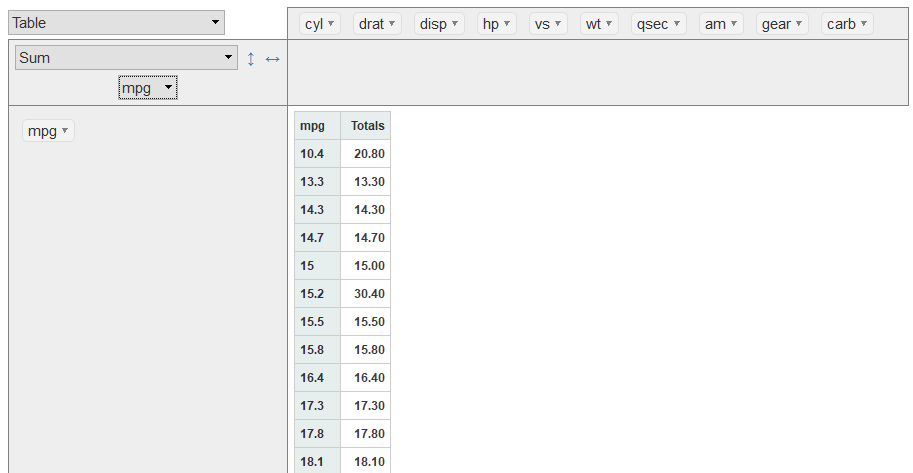 Table
cyl drat disp hp vs wt qsec am gear carb
Sum ↕ ↔
mpg
mpg
mpg Totals
10.4 20.80
13.3 13.30
14.3 14.30
14.7 14.70
15 15.00
15.2 30.40
15.5 15.50
15.8 15.80
16.4 16.40
17.3 17.30
17.8 17.80
18.1 18.10